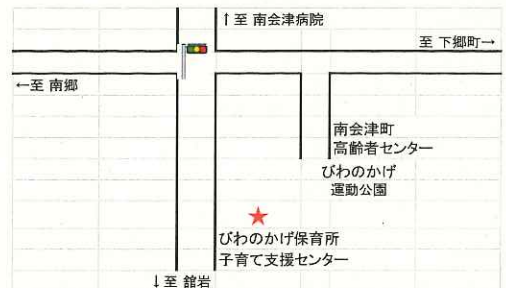 ↑至 南会津病院
至 下郷町→
←至 南郷
南会津町
高齢者センター
びわのかげ
運動公園
びわのかげ保育所
子育て支援センター
↓至 舘岩